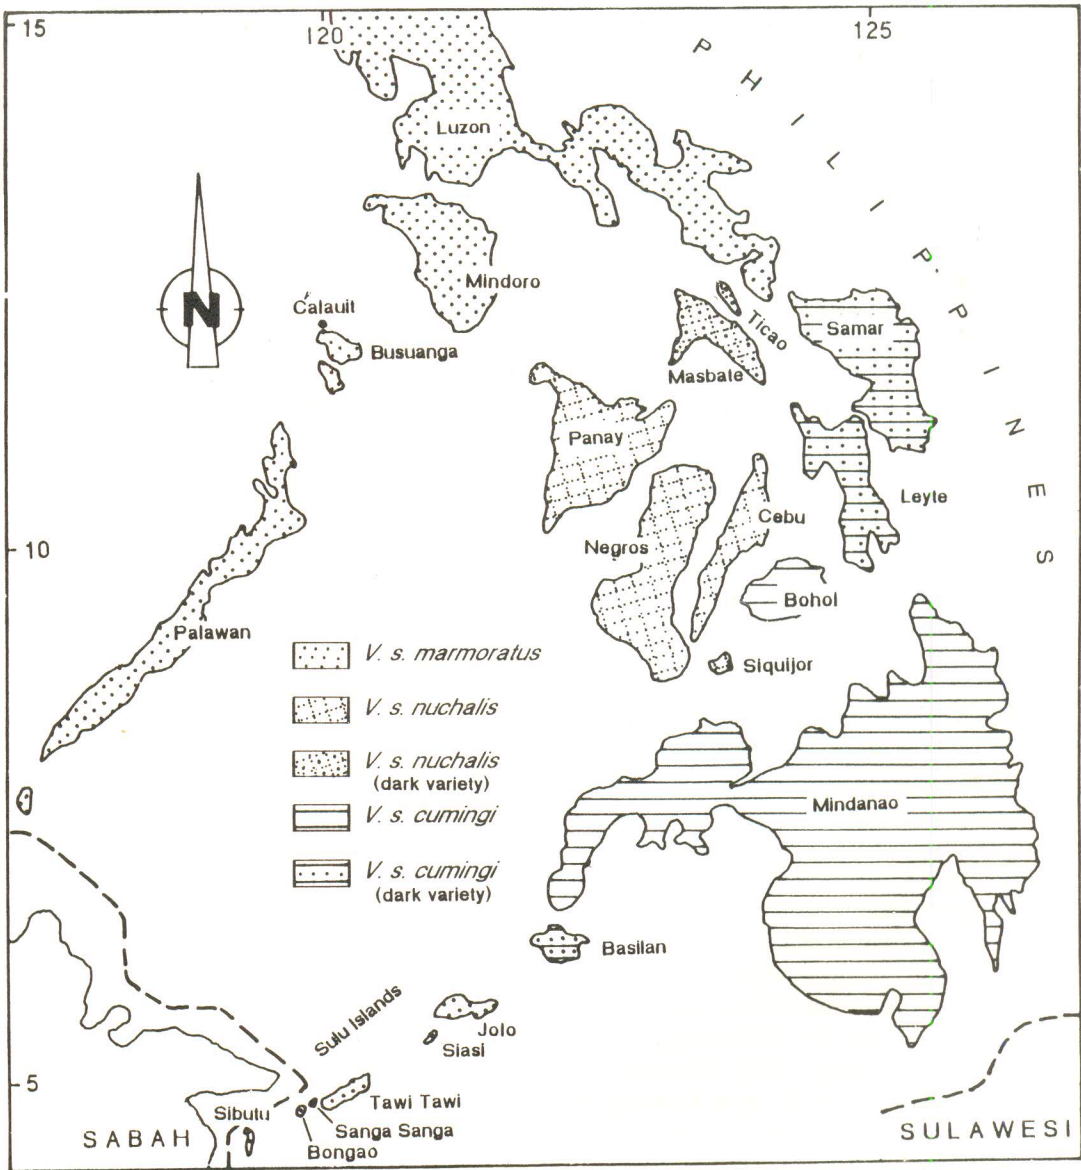 15
120
125
PHILIPPINES
Luzon
Mindoro
N
Calauit
Busuanga
Ticao
Samar
Masbate
Panay
Leyte
Cebu
Negros
10
Bohol
Palawan
Siquijor
V. s. marmoratus
V. s. nuchalis
V. s. nuchalis
(dark variety)
V. s. cumingi
V. s. cumingi
(dark variety)
Mindanao
Basilan
Sulu Islands
Jolo
Siasi
5
Tawi Tawi
Sibutu
Sanga Sanga
Bongao
SABAH
SULAWESI